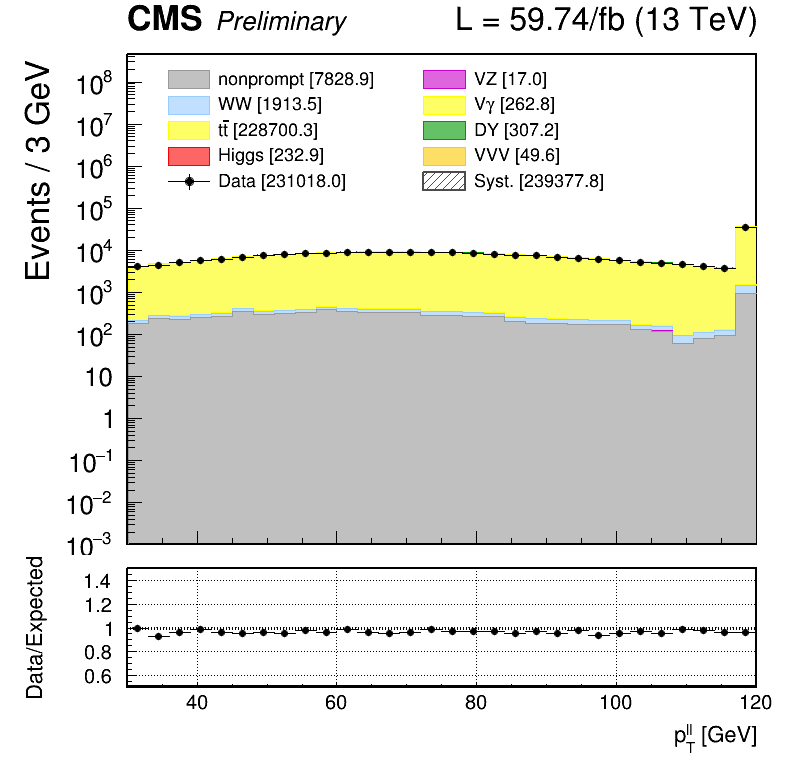 CMS Preliminary L = 59.74/fb (13 TeV)
Events / 3 GeV
10⁸
10⁷
10⁶
10⁵
10⁴
10³
10²
10
1
10⁻¹
10⁻²
10⁻³
nonprompt [7828.9]
WW [1913.5]
tt̄ [228700.3]
Higgs [232.9]
Data [231018.0]
VZ [17.0]
Vγ [262.8]
DY [307.2]
VVV [49.6]
Syst. [239377.8]
Data/Expected
1.4
1.2
1
0.8
0.6
40 60 80 100 120
p_T^ll [GeV]